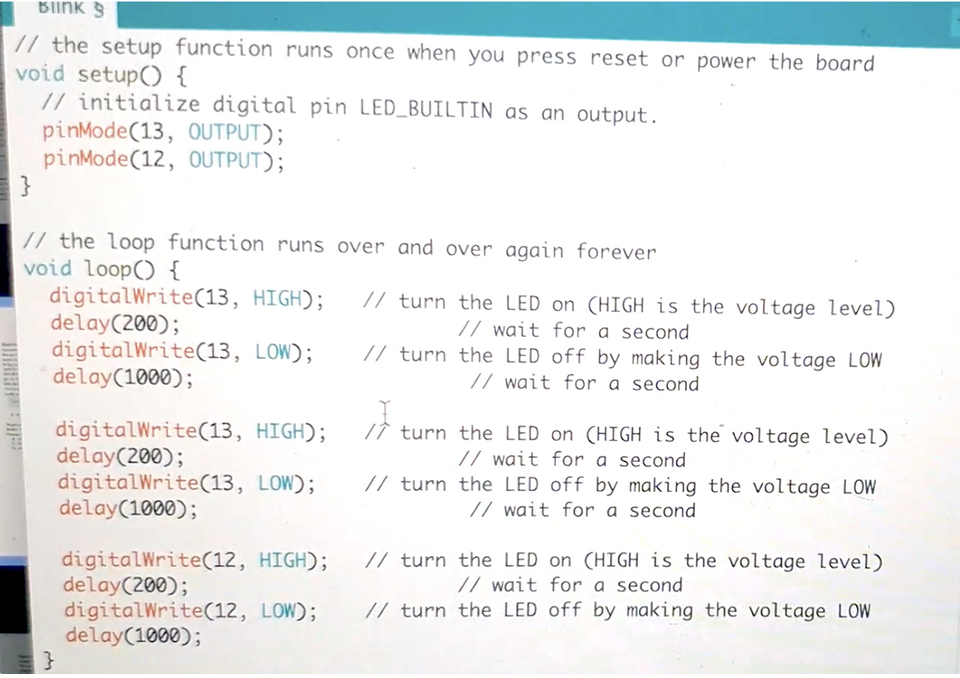 Blink §
// the setup function runs once when you press reset or power the board
void setup() {
  // initialize digital pin LED_BUILTIN as an output.
  pinMode(13, OUTPUT);
  pinMode(12, OUTPUT);
}

// the loop function runs over and over again forever
void loop() {
  digitalWrite(13, HIGH);   // turn the LED on (HIGH is the voltage level)
  delay(200);                       // wait for a second
  digitalWrite(13, LOW);    // turn the LED off by making the voltage LOW
  delay(1000);                       // wait for a second

  digitalWrite(13, HIGH);   // turn the LED on (HIGH is the voltage level)
  delay(200);                       // wait for a second
  digitalWrite(13, LOW);    // turn the LED off by making the voltage LOW
  delay(1000);                       // wait for a second

  digitalWrite(12, HIGH);   // turn the LED on (HIGH is the voltage level)
  delay(200);                       // wait for a second
  digitalWrite(12, LOW);    // turn the LED off by making the voltage LOW
  delay(1000);
}